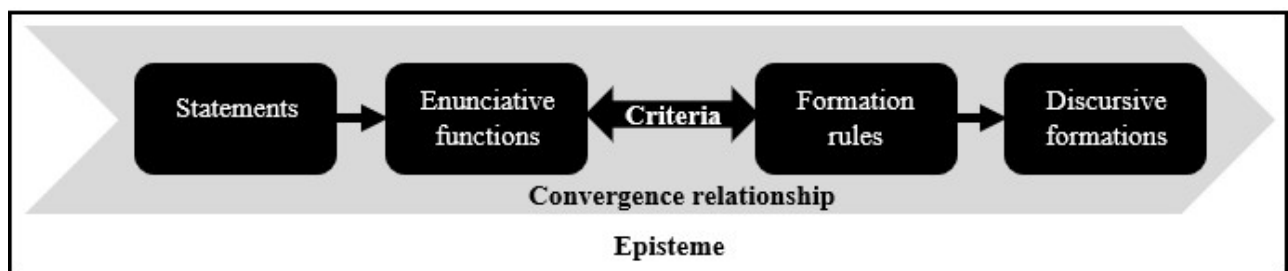 Statements
Enunciative
functions
Criteria
Formation
rules
Discursive
formations
Convergence relationship
Episteme